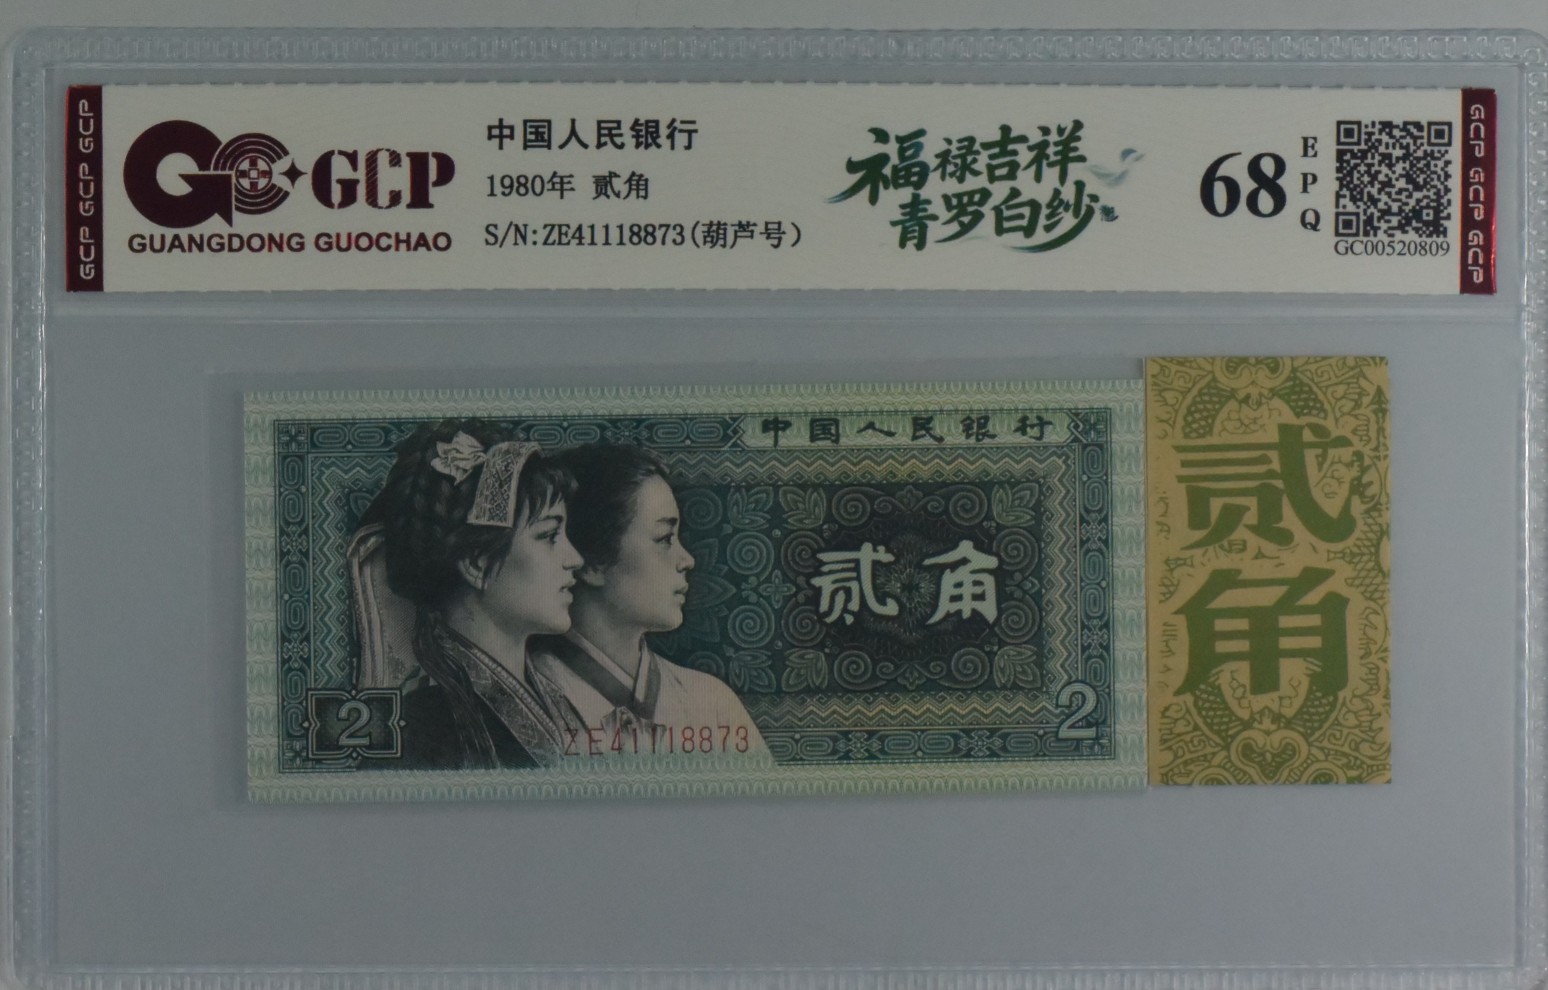 GCP GCP GCP
GCP
GUANGDONG GUOCHAO
中国人民银行
1980年 贰角
S/N:ZE41118873(葫芦号)
福禄吉祥
青罗白纱
68
EPQ
GC00520809
GCP GCP GCP
中国人民银行
贰角
2
ZE41118873
2
贰角